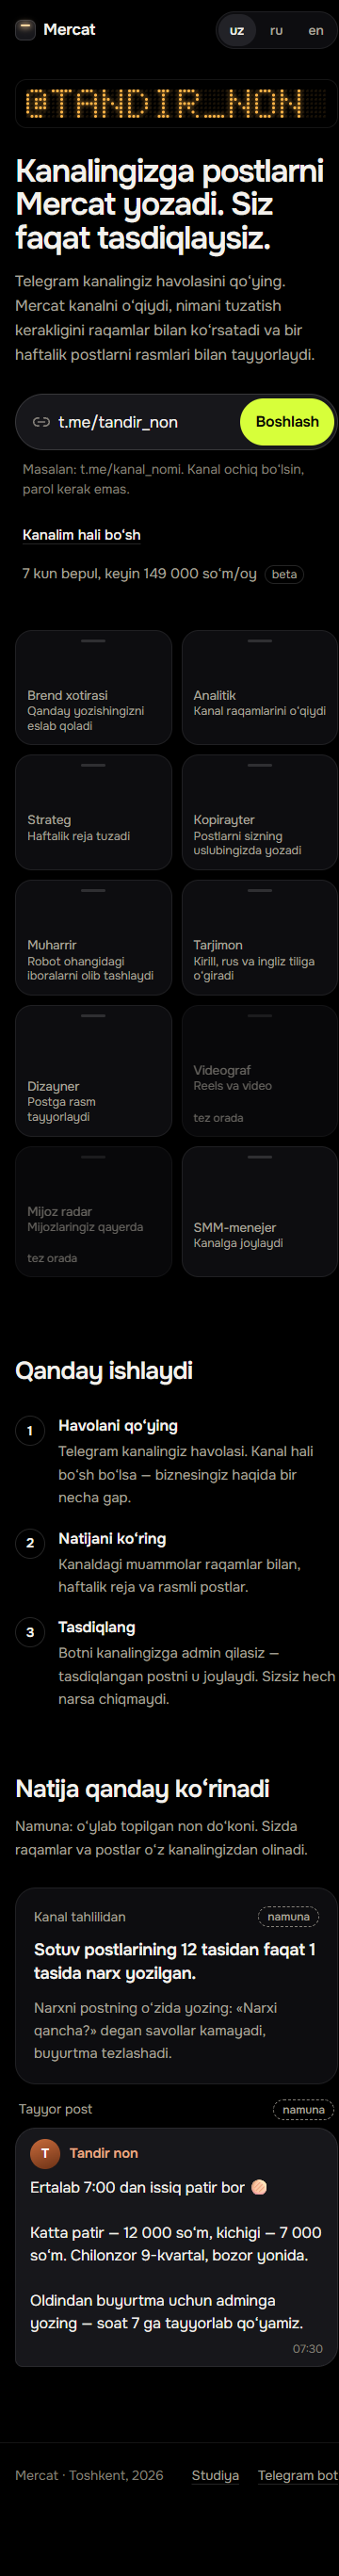 Mercat
uz ru en
@TANDIR_NON
Kanalingizga postlarni
Mercat yozadi. Siz
faqat tasdiqlaysiz.
Telegram kanalingiz havolasini qo‘ying.
Mercat kanalni o‘qiydi, nimani tuzatish
kerakligini raqamlar bilan ko‘rsatadi va bir
haftalik postlarni rasmlari bilan tayyorlaydi.
t.me/tandir_non
Boshlash
Masalan: t.me/kanal_nomi. Kanal ochiq bo‘lsin,
parol kerak emas.
Kanalim hali bo‘sh
7 kun bepul, keyin 149 000 so‘m/oy beta
Brend xotirasi
Qanday yozishingizni
eslab qoladi
Analitik
Kanal raqamlarini o‘qiydi
Strateg
Haftalik reja tuzadi
Kopirayter
Postlarni sizning
uslubingizda yozadi
Muharrir
Robot ohangidagi
iboralarni olib tashlaydi
Tarjimon
Kirill, rus va ingliz tiliga
o‘giradi
Dizayner
Postga rasm
tayyorlaydi
Videograf
Reels va video
tez orada
Mijoz radar
Mijozlaringiz qayerda
tez orada
SMM-menejer
Kanalga joylaydi
Qanday ishlaydi
1
Havolani qo‘ying
Telegram kanalingiz havolasi. Kanal hali
bo‘sh bo‘lsa — biznesingiz haqida bir
necha gap.
2
Natijani ko‘ring
Kanaldagi muammolar raqamlar bilan,
haftalik reja va rasmli postlar.
3
Tasdiqlang
Botni kanalingizga admin qilasiz —
tasdiqlangan postni u joylaydi. Sizsiz hech
narsa chiqmaydi.
Natija qanday ko‘rinadi
Namuna: o‘ylab topilgan non do‘koni. Sizda
raqamlar va postlar o‘z kanalingizdan olinadi.
Kanal tahlilidan
namuna
Sotuv postlarining 12 tasidan faqat 1
tasida narx yozilgan.
Narxni postning o‘zida yozing: «Narxi
qancha?» degan savollar kamayadi,
buyurtma tezlashadi.
Tayyor post
namuna
T
Tandir non
Ertalab 7:00 dan issiq patir bor
Katta patir — 12 000 so‘m, kichigi — 7 000
so‘m. Chilonzor 9-kvartal, bozor yonida.
Oldindan buyurtma uchun adminga
yozing — soat 7 ga tayyorlab qo‘yamiz.
07:30
Mercat · Toshkent, 2026
Studiya
Telegram bot